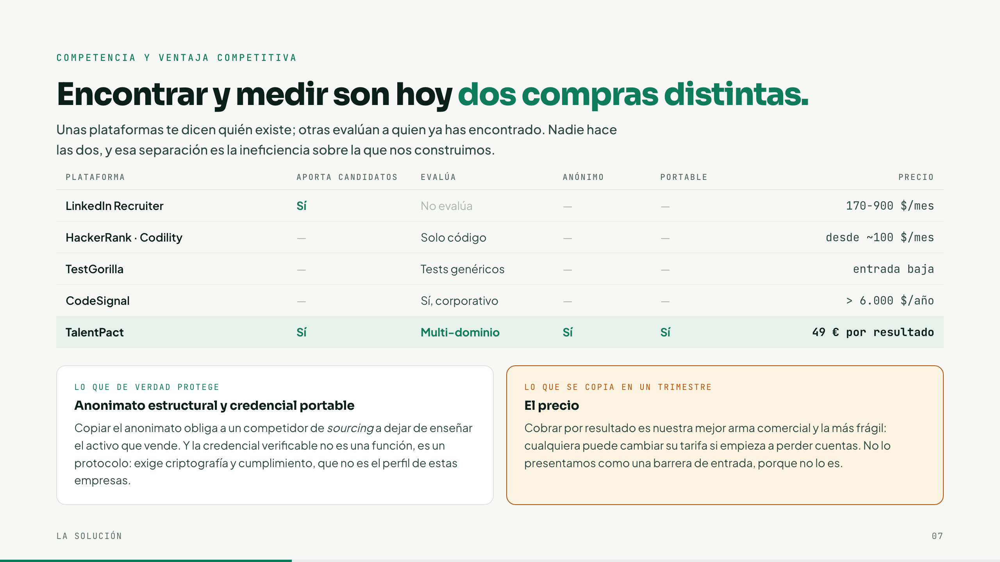 COMPETENCIA Y VENTAJA COMPETITIVA
Encontrar y medir son hoy dos compras distintas.
Unas plataformas te dicen quién existe; otras evalúan a quien ya has encontrado. Nadie hace
las dos, y esa separación es la ineficiencia sobre la que nos construimos.
PLATAFORMA APORTA CANDIDATOS EVALÚA ANÓNIMO PORTABLE PRECIO
LinkedIn Recruiter Sí No evalúa — — 170-900 $/mes
HackerRank · Codility — Solo código — — desde ~100 $/mes
TestGorilla — Tests genéricos — — entrada baja
CodeSignal — Sí, corporativo — — > 6.000 $/año
TalentPact Sí Multi-dominio Sí Sí 49 € por resultado
LO QUE DE VERDAD PROTEGE
Anonimato estructural y credencial portable
Copiar el anonimato obliga a un competidor de sourcing a dejar de enseñar
el activo que vende. Y la credencial verificable no es una función, es un
protocolo: exige criptografía y cumplimiento, que no es el perfil de estas
empresas.
LO QUE SE COPIA EN UN TRIMESTRE
El precio
Cobrar por resultado es nuestra mejor arma comercial y la más frágil:
cualquiera puede cambiar su tarifa si empieza a perder cuentas. No lo
presentamos como una barrera de entrada, porque no lo es.
LA SOLUCIÓN
07